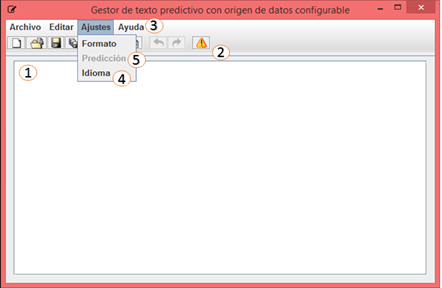 Gestor de texto predictivo con origen de datos configurable
Archivo Editar Ajustes Ayuda 3
Formato
Predicción 5
Idioma 4
2
1